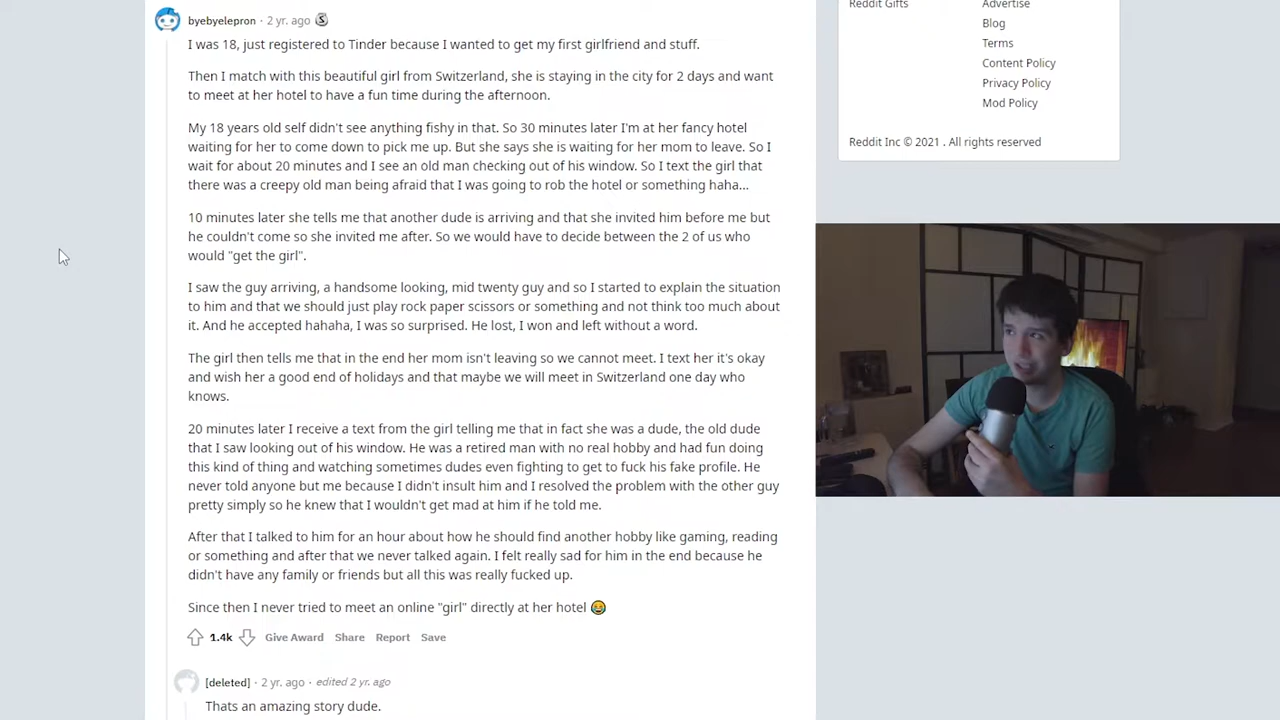 byebyelepron · 2 yr. ago
I was 18, just registered to Tinder because I wanted to get my first girlfriend and stuff.
Then I match with this beautiful girl from Switzerland, she is staying in the city for 2 days and want
to meet at her hotel to have a fun time during the afternoon.
My 18 years old self didn't see anything fishy in that. So 30 minutes later I'm at her fancy hotel
waiting for her to come down to pick me up. But she says she is waiting for her mom to leave. So I
wait for about 20 minutes and I see an old man checking out of his window. So I text the girl that
there was a creepy old man being afraid that I was going to rob the hotel or something haha...
10 minutes later she tells me that another dude is arriving and that she invited him before me but
he couldn't come so she invited me after. So we would have to decide between the 2 of us who
would "get the girl".
I saw the guy arriving, a handsome looking, mid twenty guy and so I started to explain the situation
to him and that we should just play rock paper scissors or something and not think too much about
it. And he accepted hahaha, I was so surprised. He lost, I won and left without a word.
The girl then tells me that in the end her mom isn't leaving so we cannot meet. I text her it's okay
and wish her a good end of holidays and that maybe we will meet in Switzerland one day who
knows.
20 minutes later I receive a text from the girl telling me that in fact she was a dude, the old dude
that I saw looking out of his window. He was a retired man with no real hobby and had fun doing
this kind of thing and watching sometimes dudes even fighting to get to fuck his fake profile. He
never told anyone but me because I didn't insult him and I resolved the problem with the other guy
pretty simply so he knew that I wouldn't get mad at him if he told me.
After that I talked to him for an hour about how he should find another hobby like gaming, reading
or something and after that we never talked again. I felt really sad for him in the end because he
didn't have any family or friends but all this was really fucked up.
Since then I never tried to meet an online "girl" directly at her hotel 😂
1.4k Give Award Share Report Save
[deleted] · 2 yr. ago · edited 2 yr. ago
Thats an amazing story dude.
Reddit Gifts
Advertise
Blog
Terms
Content Policy
Privacy Policy
Mod Policy
Reddit Inc © 2021 . All rights reserved